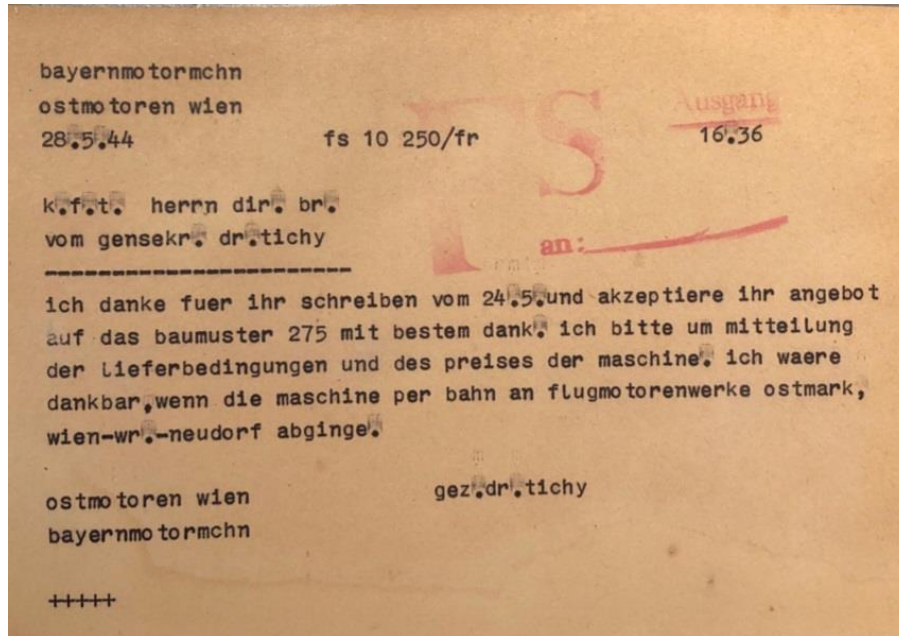 bayernmotormchn
ostmotoren wien
28.5.44 fs 10 250/fr 16.36
FS
Ausgang
an:
k.f.t. herrn dir. br.
vom gensekr. dr.tichy
-----------------------
ich danke fuer ihr schreiben vom 24.5.und akzeptiere ihr angebot
auf das baumuster 275 mit bestem dank. ich bitte um mitteilung
der lieferbedingungen und des preises der maschine. ich waere
dankbar,wenn die maschine per bahn an flugmotorenwerke ostmark,
wien-wr.-neudorf abginge.
ostmotoren wien gez.dr.tichy
bayernmotormchn
+++++